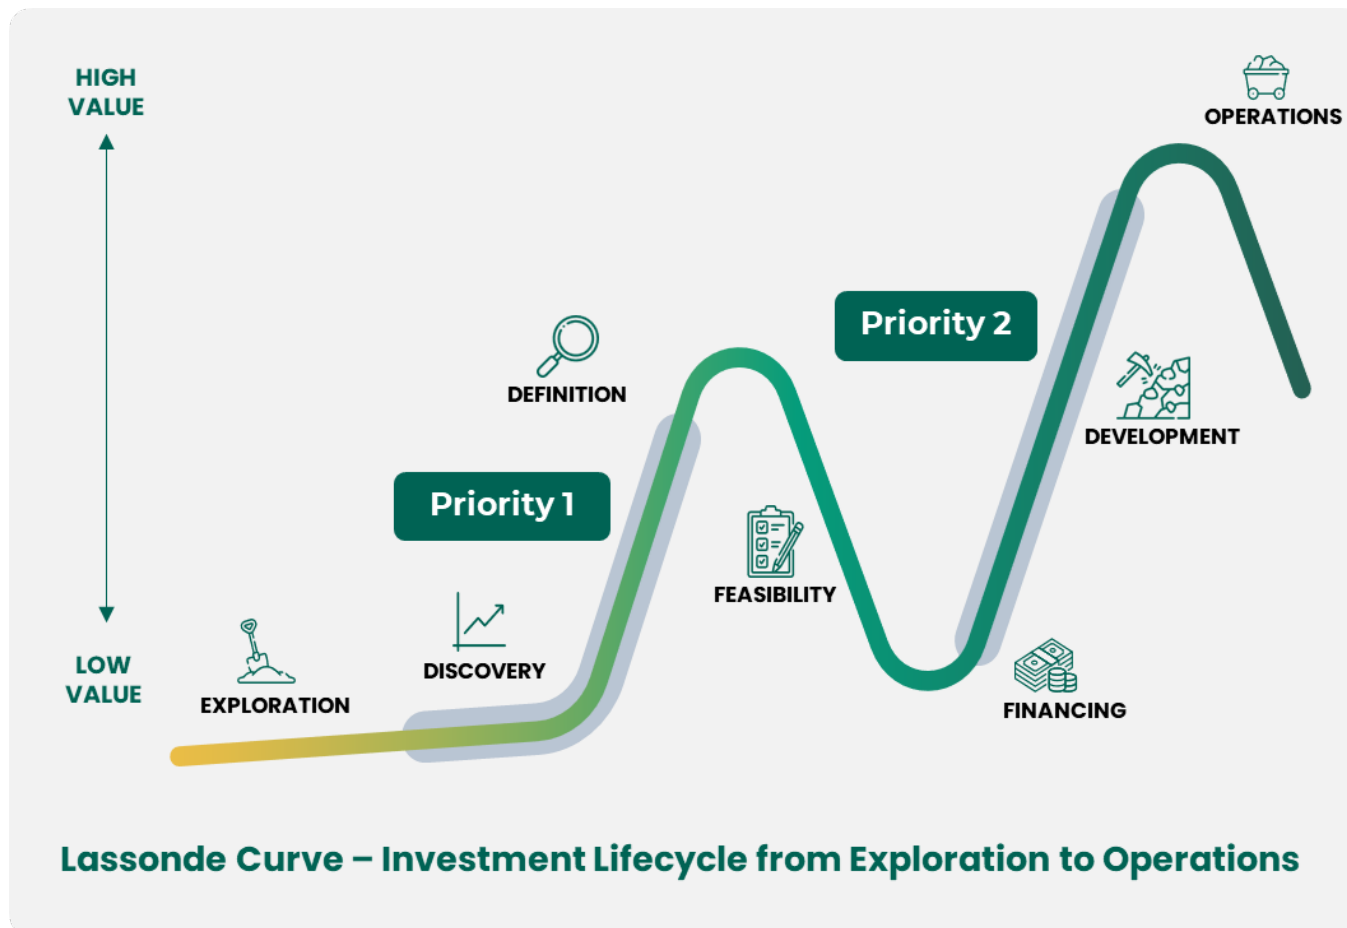 HIGH
VALUE
OPERATIONS
Priority 2
DEFINITION
DEVELOPMENT
Priority 1
FEASIBILITY
DISCOVERY
LOW
VALUE
EXPLORATION
FINANCING
Lassonde Curve – Investment Lifecycle from Exploration to Operations